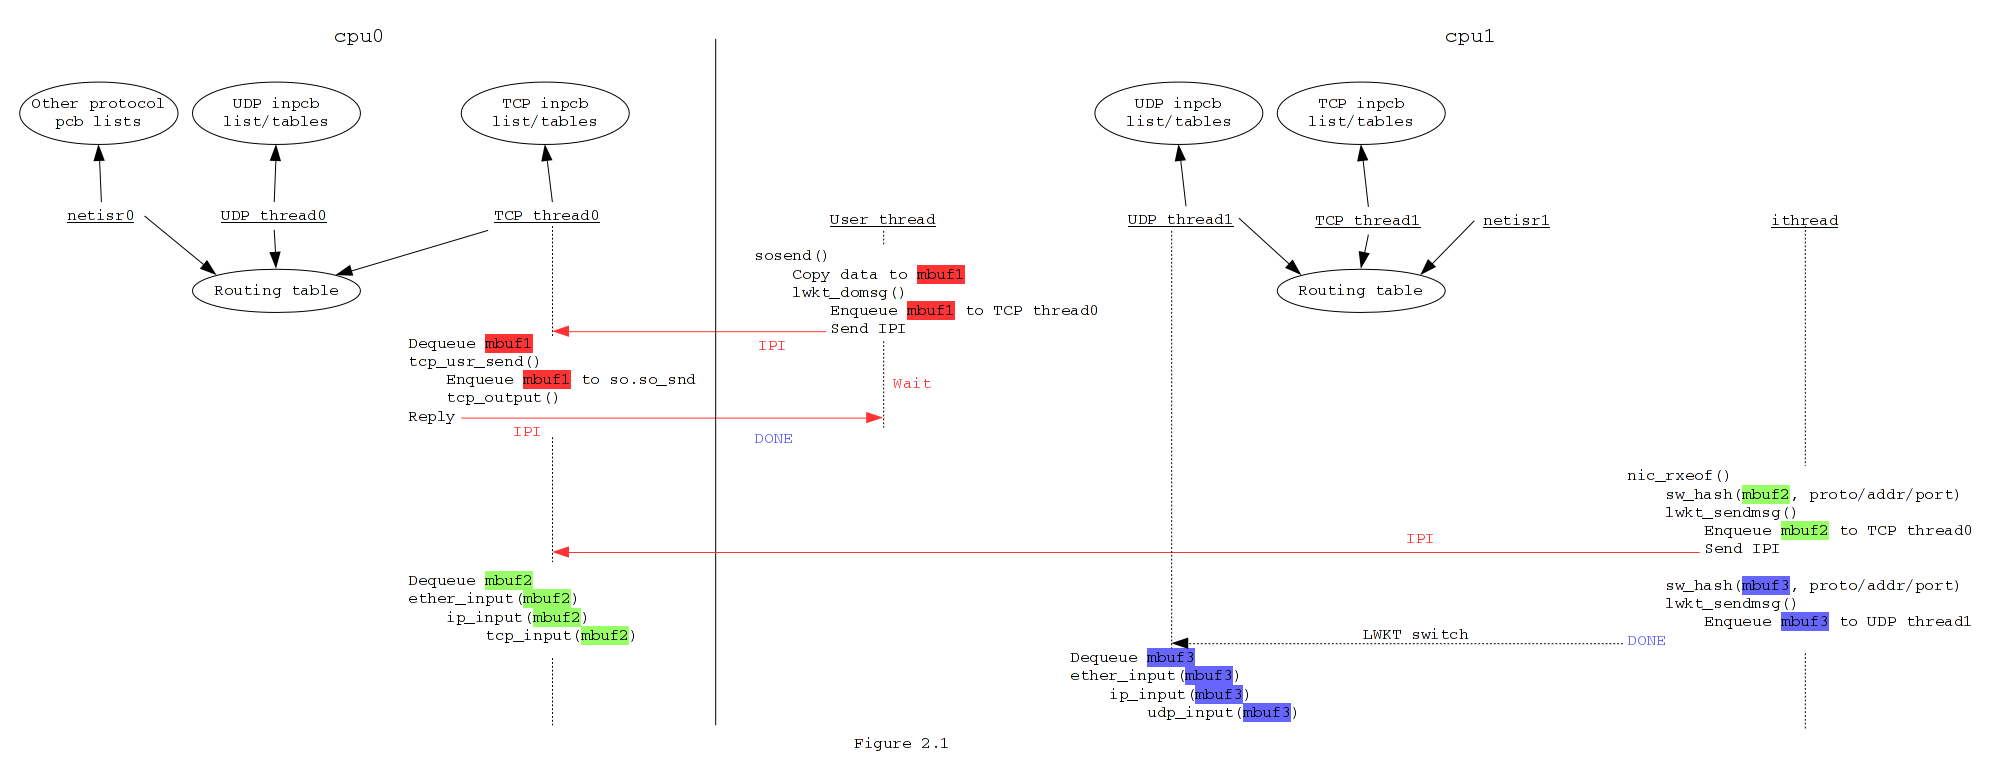 cpu0
cpu1
Other protocol
pcb lists
UDP inpcb
list/tables
TCP inpcb
list/tables
UDP inpcb
list/tables
TCP inpcb
list/tables
netisr0
UDP thread0
TCP thread0
User thread
UDP thread1
TCP thread1
netisr1
ithread
Routing table
Routing table
sosend()
Copy data to mbuf1
lwkt_domsg()
Enqueue mbuf1 to TCP thread0
Send IPI
IPI
Dequeue mbuf1
tcp_usr_send()
Enqueue mbuf1 to so.so_snd
tcp_output()
Reply
Wait
IPI
DONE
nic_rxeof()
sw_hash(mbuf2, proto/addr/port)
lwkt_sendmsg()
Enqueue mbuf2 to TCP thread0
Send IPI
IPI
Dequeue mbuf2
ether_input(mbuf2)
ip_input(mbuf2)
tcp_input(mbuf2)
sw_hash(mbuf3, proto/addr/port)
lwkt_sendmsg()
Enqueue mbuf3 to UDP thread1
DONE
LWKT switch
Dequeue mbuf3
ether_input(mbuf3)
ip_input(mbuf3)
udp_input(mbuf3)
Figure 2.1